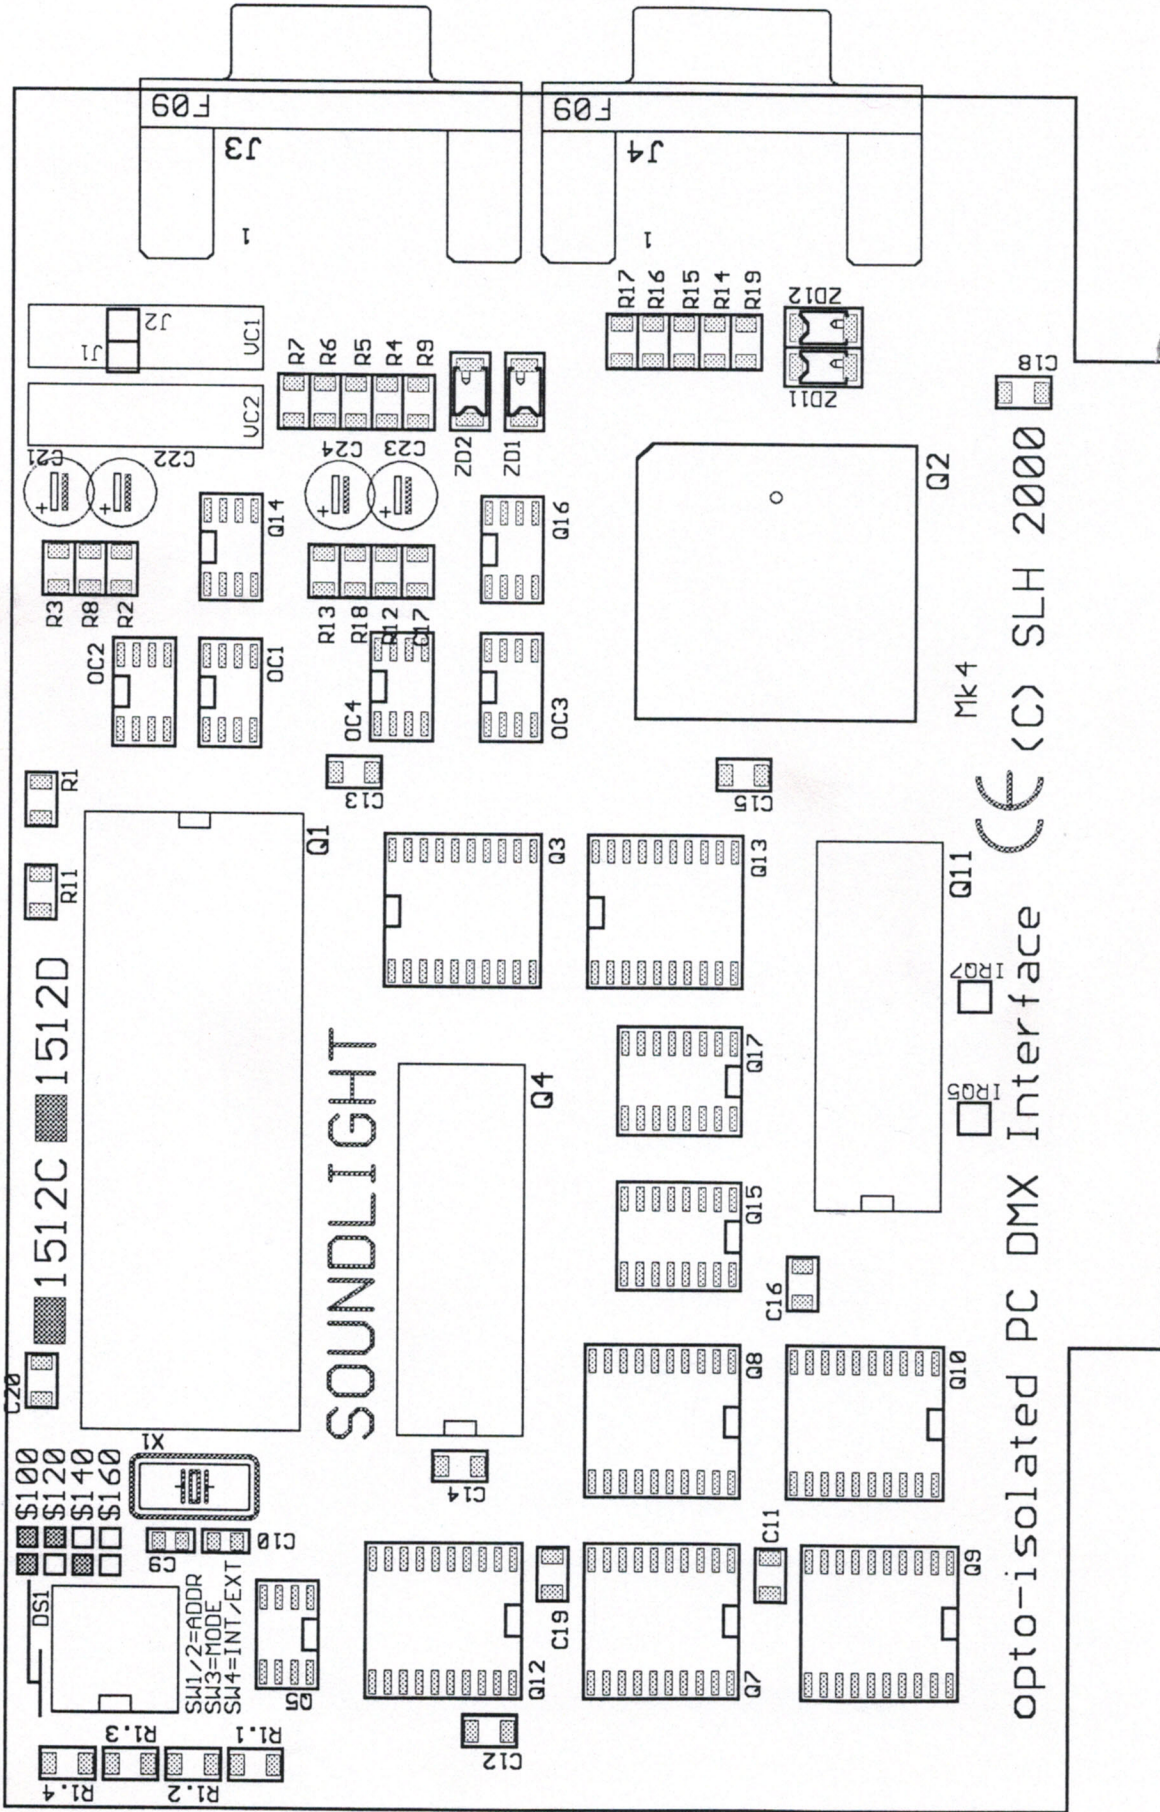 F09
F09
J3
J4
1
1
J2
J1
VC1
VC2
R7
R6
R5
R4
R9
R17
R16
R15
R14
R19
ZD12
ZD11
ZD2
ZD1
C18
C21
C22
C24
C23
Q14
Q16
Q2
R3
R8
R2
R13
R18
R12
C17
OC2
OC1
OC4
OC3
Mk4
C13
C15
R1
R11
Q1
Q3
Q13
Q11
IRQ7
IRQ5
1512C 1512D
SOUNDLIGHT
Q4
Q17
Q15
C16
C20
Q8
Q10
$100
$120
$140
$160
X1
C14
C9
C10
C11
DS1
SW1/2=ADDR
SW3=MODE
SW4=INT/EXT
Q5
Q12
C19
Q7
Q9
C12
R1.3
R1.1
R1.4
R1.2
opto-isolated PC DMX Interface CE (C) SLH 2000